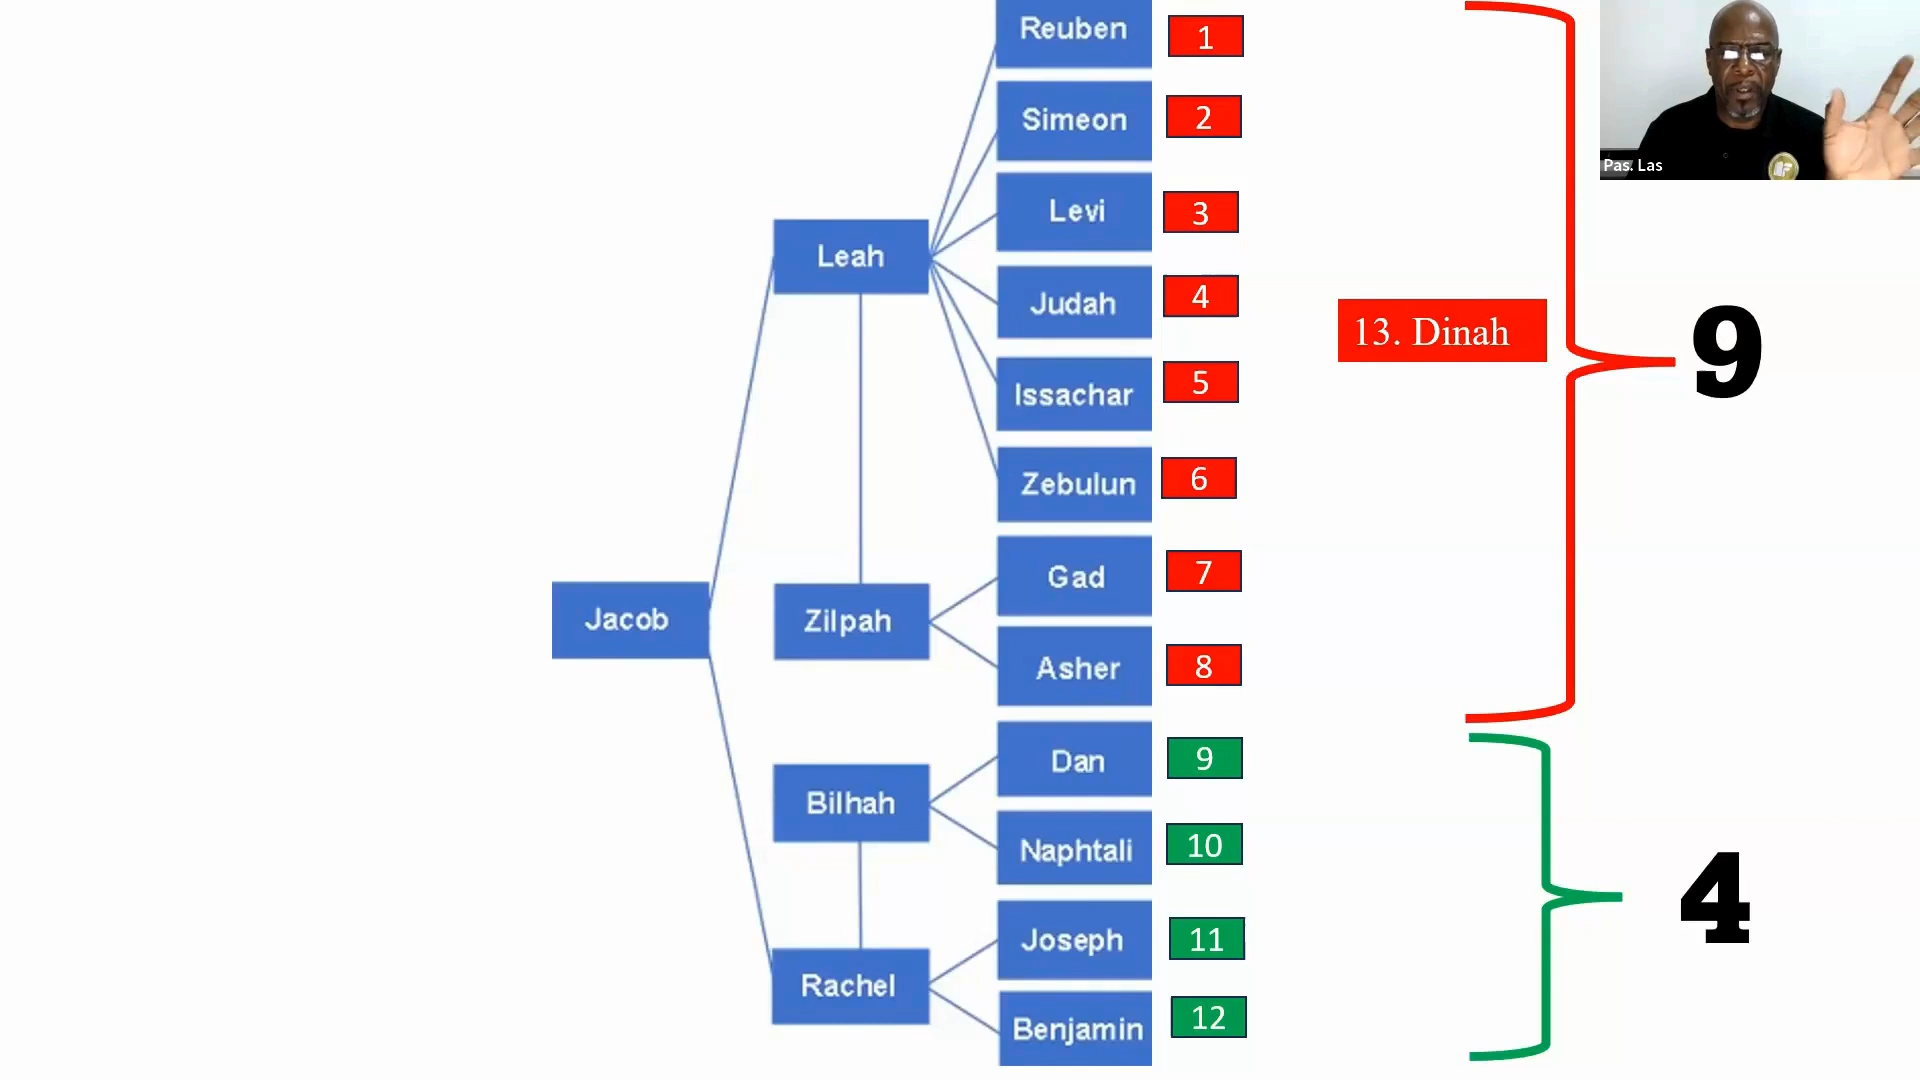 Reuben 1
Simeon 2
Levi 3
Leah
Judah 4
13. Dinah
9
Issachar 5
Zebulun 6
Gad 7
Jacob
Zilpah
Asher 8
Dan 9
Bilhah
Naphtali 10
4
Joseph 11
Rachel
Benjamin 12
Pas. Las